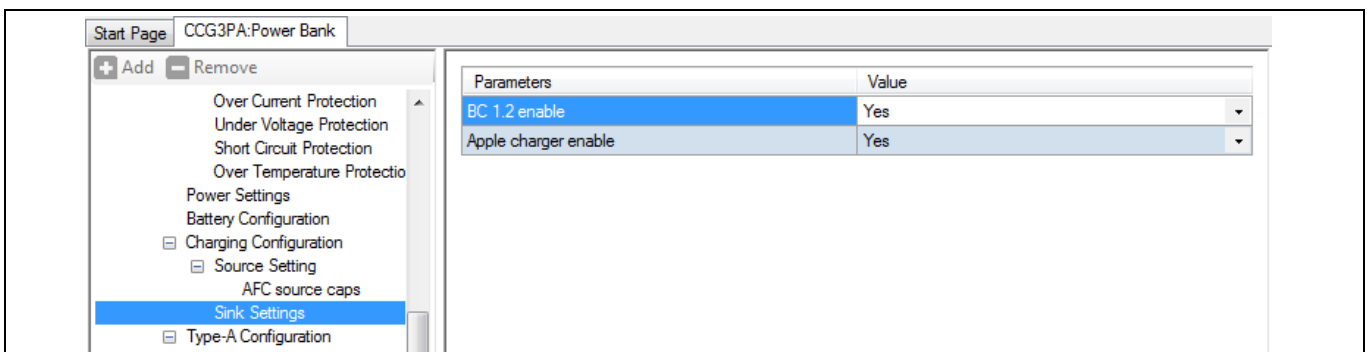 Start Page CCG3PA:Power Bank
Add Remove
Over Current Protection
Under Voltage Protection
Short Circuit Protection
Over Temperature Protectio
Power Settings
Battery Configuration
Charging Configuration
Source Setting
AFC source caps
Sink Settings
Type-A Configuration
Parameters Value
BC 1.2 enable Yes
Apple charger enable Yes